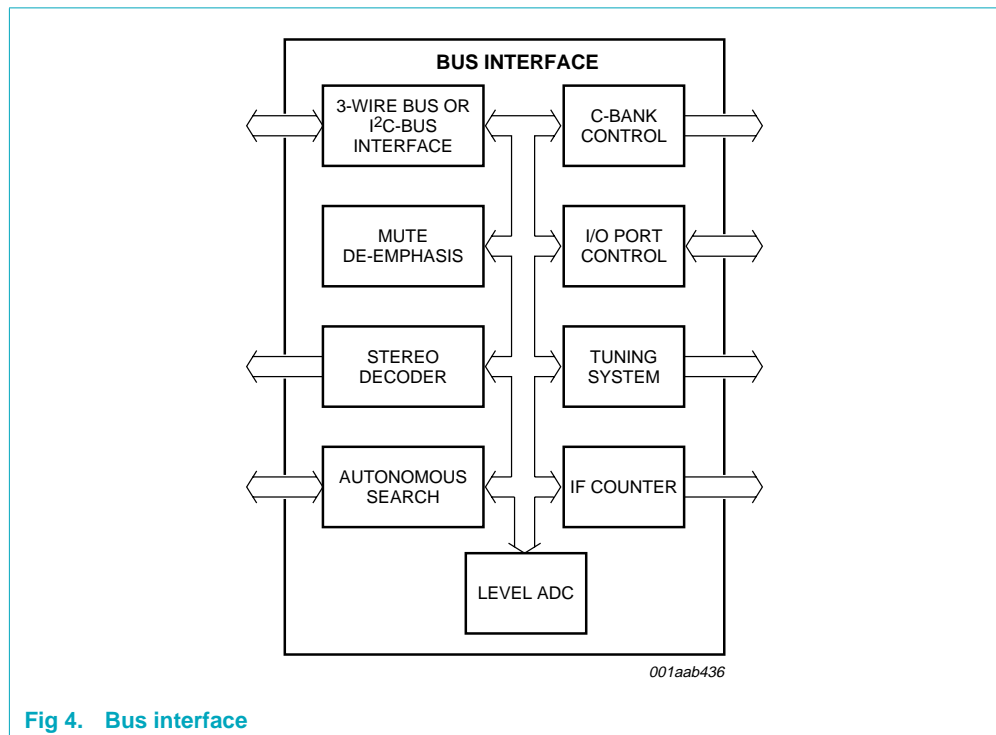 BUS INTERFACE
3-WIRE BUS OR
I²C-BUS
INTERFACE
C-BANK
CONTROL
MUTE
DE-EMPHASIS
I/O PORT
CONTROL
STEREO
DECODER
TUNING
SYSTEM
AUTONOMOUS
SEARCH
IF COUNTER
LEVEL ADC
001aab436
Fig 4. Bus interface